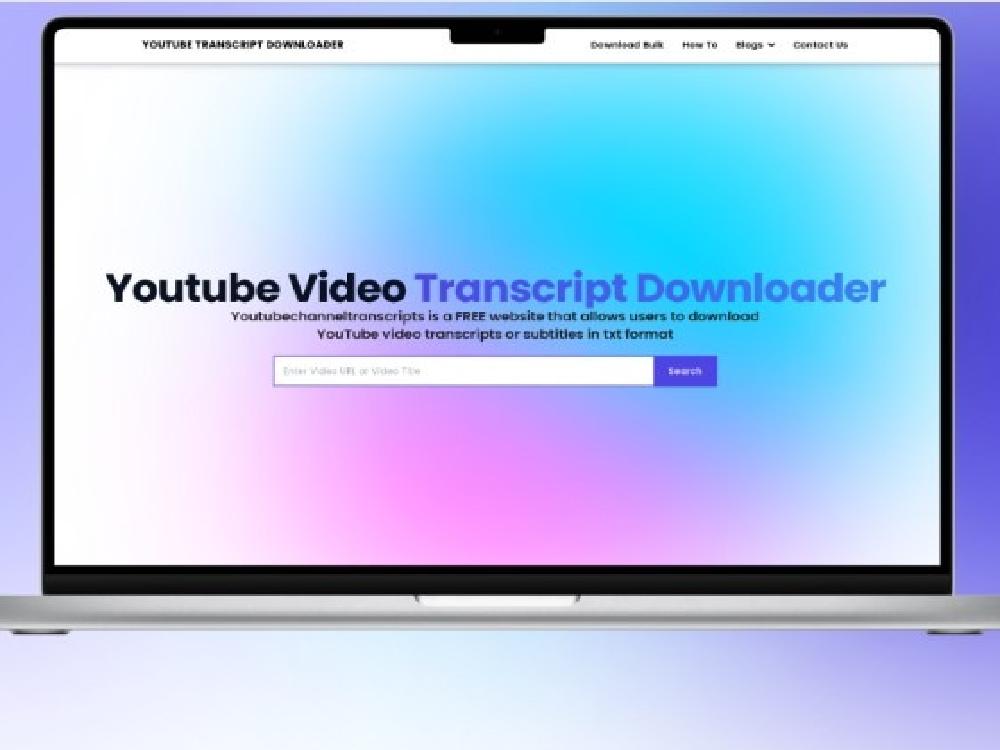 YOUTUBE TRANSCRIPT DOWNLOADER
Download Bulk How To Blogs Contact Us
Youtube Video Transcript Downloader
Youtubechanneltranscripts is a FREE website that allows users to download
YouTube video transcripts or subtitles in txt format
Enter Video URL or Video Title
Search